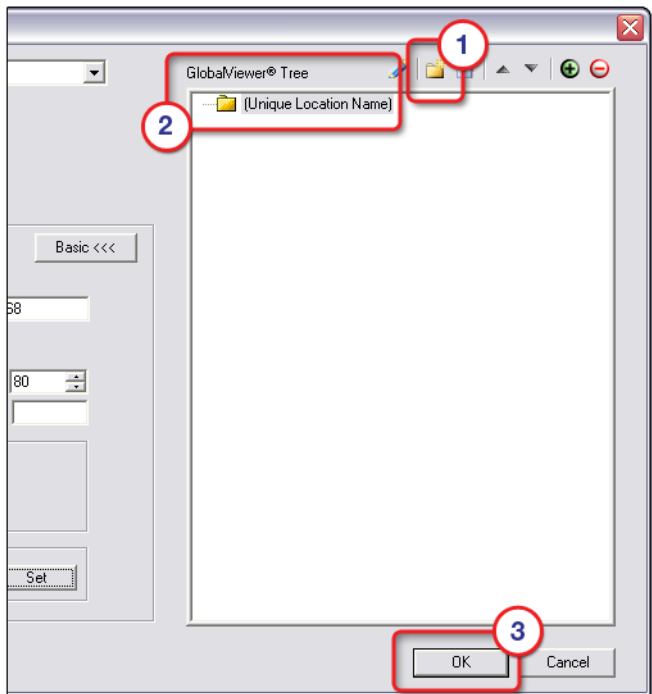 1
GlobalViewer® Tree
2
(Unique Location Name)
Basic <<<
68
80
Set
3
OK
Cancel